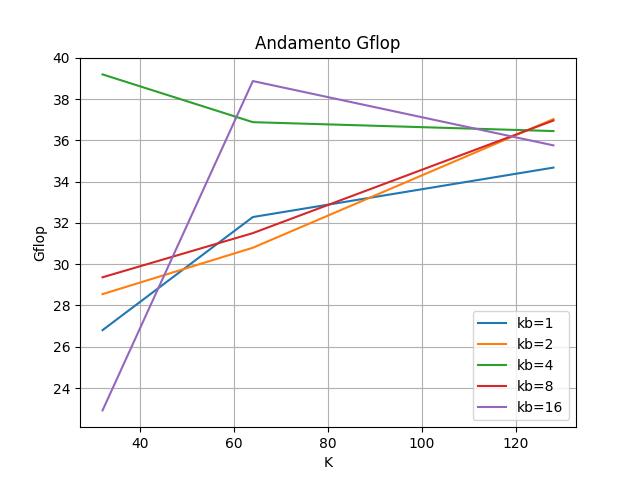 Andamento Gflop
40
38
36
34
32
30
28
26
24
Gflop
40 60 80 100 120
K
kb=1
kb=2
kb=4
kb=8
kb=16